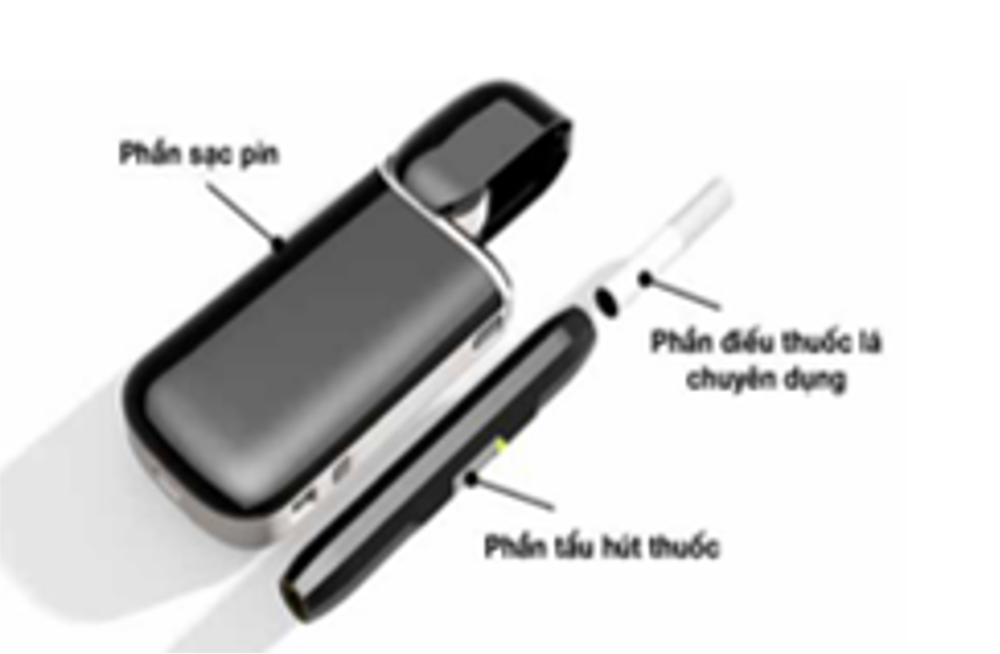 Phần sạc pin
Phần điếu thuốc lá
chuyên dụng
Phần tẩu hút thuốc